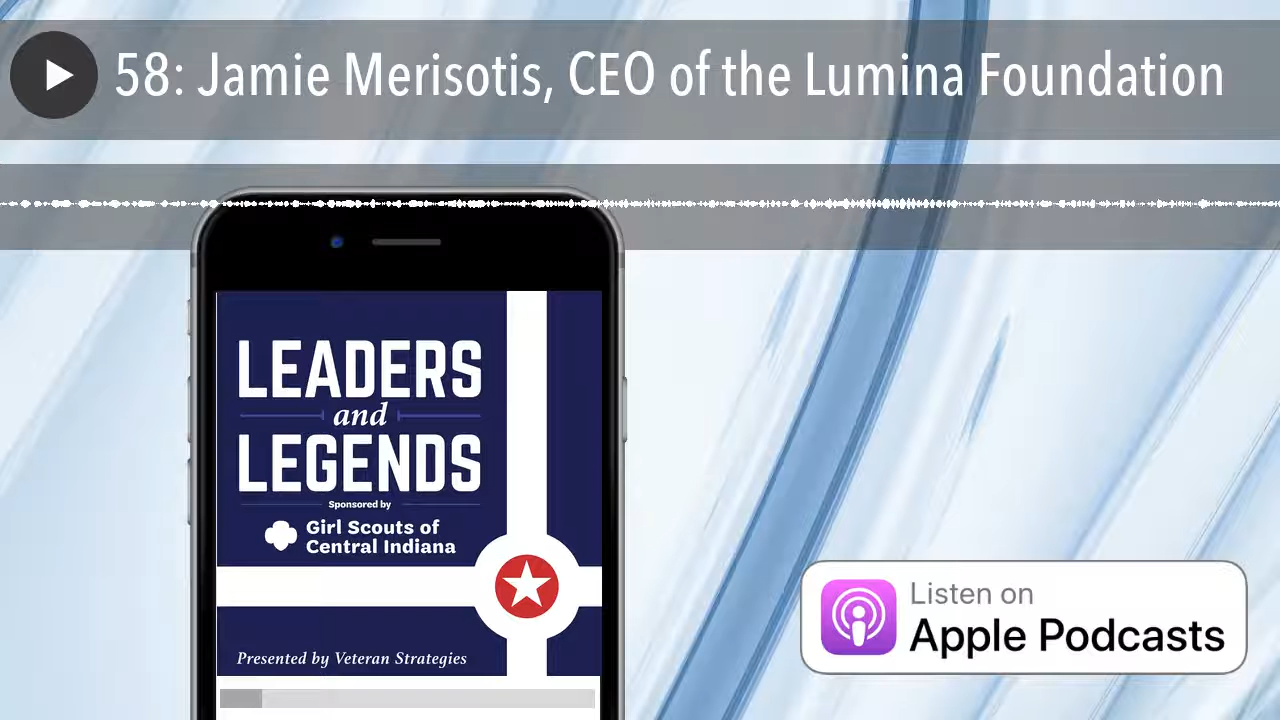 58: Jamie Merisotis, CEO of the Lumina Foundation
LEADERS
and
LEGENDS
Sponsored by
Girl Scouts of
Central Indiana
Presented by Veteran Strategies
Listen on
Apple Podcasts